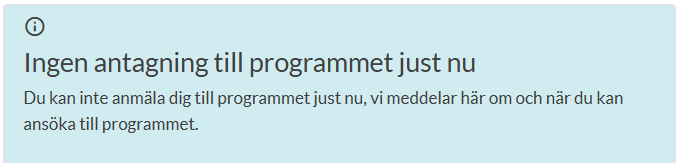 Ingen antagning till programmet just nu
Du kan inte anmäla dig till programmet just nu, vi meddelar här om och när du kan
ansöka till programmet.